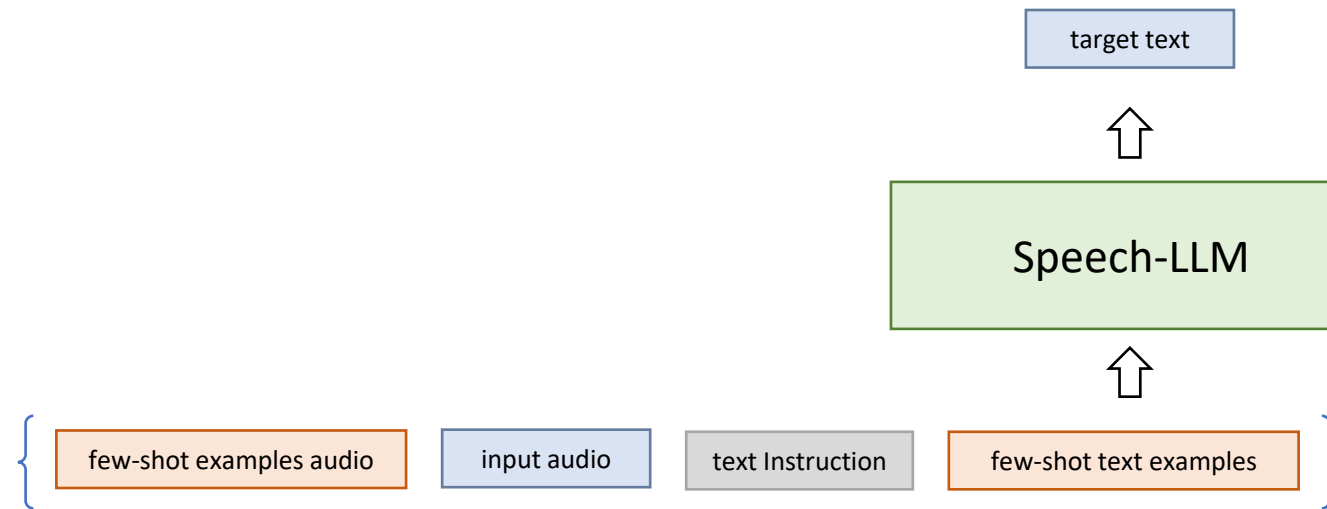 target text
Speech-LLM
few-shot examples audio
input audio
text Instruction
few-shot text examples